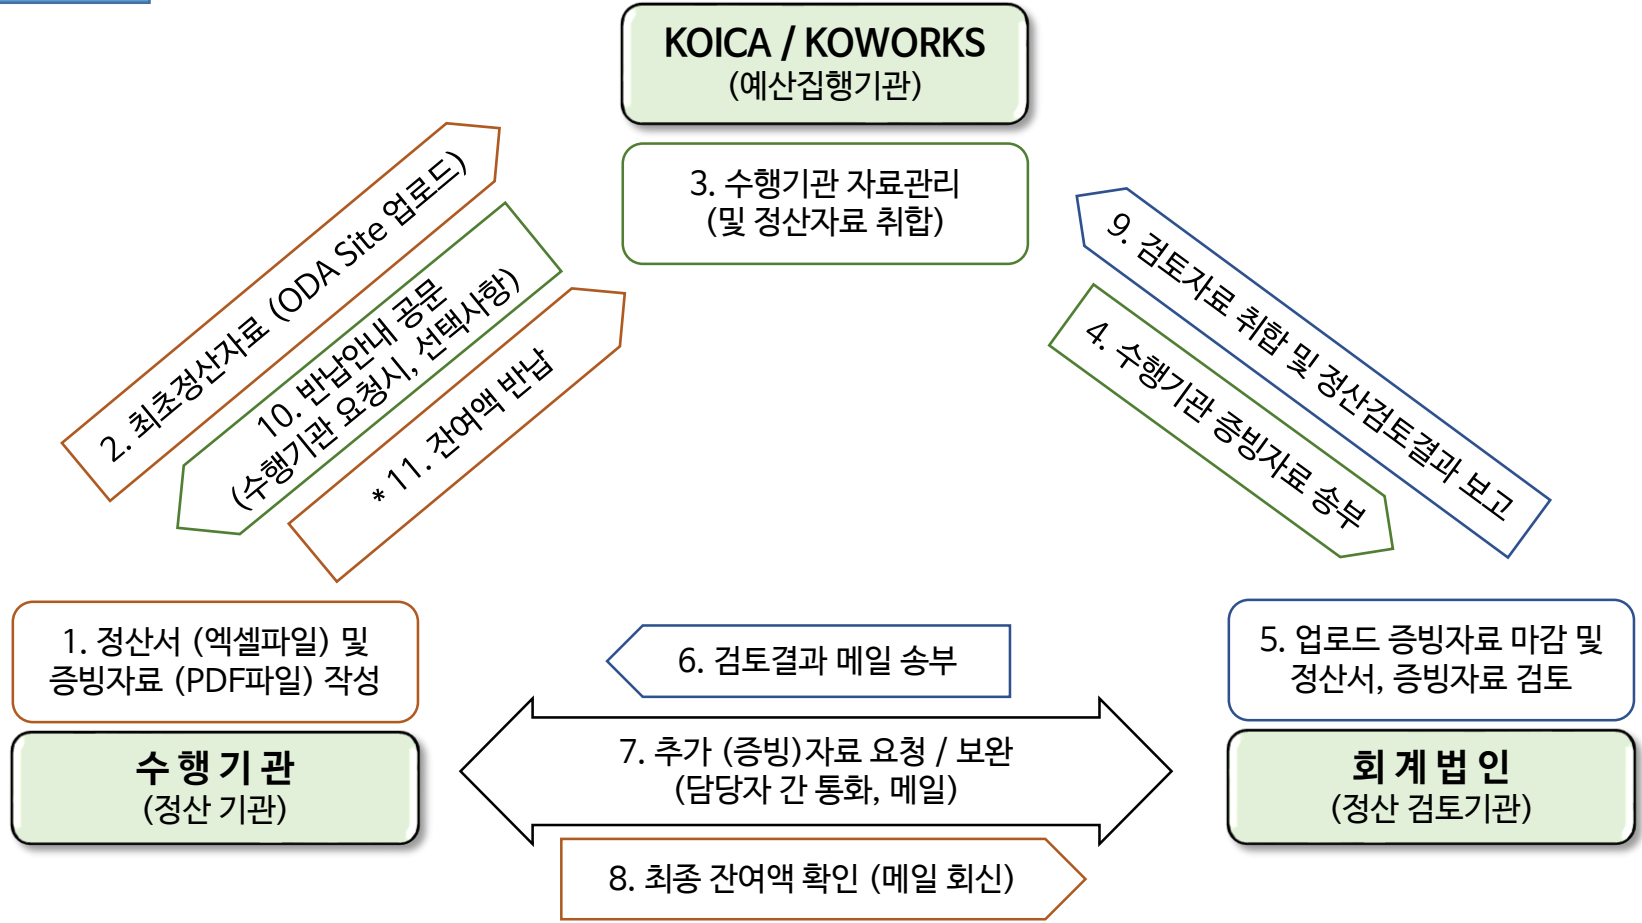 KOICA / KOWORKS
(예산집행기관)
3. 수행기관 자료관리
(및 정산자료 취합)
2. 최초정산자료 (ODA Site 업로드)
10. 반납안내 공문
(수행기관 요청시, 선택사항)
* 11. 잔여액 반납
9. 검토자료 취합 및 정산검토결과 보고
4. 수행기관 증빙자료 송부
1. 정산서 (엑셀파일) 및
증빙자료 (PDF파일) 작성
수행기관
(정산 기관)
6. 검토결과 메일 송부
7. 추가 (증빙)자료 요청 / 보완
(담당자 간 통화, 메일)
8. 최종 잔여액 확인 (메일 회신)
5. 업로드 증빙자료 마감 및
정산서, 증빙자료 검토
회계법인
(정산 검토기관)